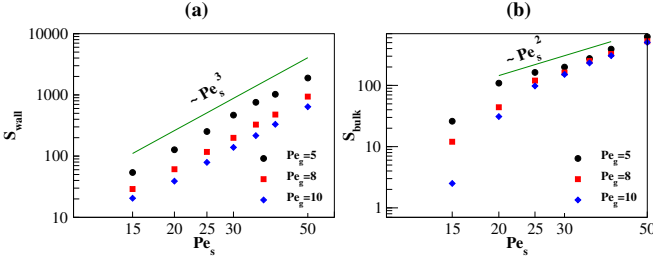 (a)
10000
1000
100
10
S_wall
~ Pe_s^3
Pe_g=5
Pe_g=8
Pe_g=10
15
20
25
30
50
Pe_s
(b)
100
10
1
S_bulk
~ Pe_s^2
Pe_g=5
Pe_g=8
Pe_g=10
15
20
25
30
50
Pe_s